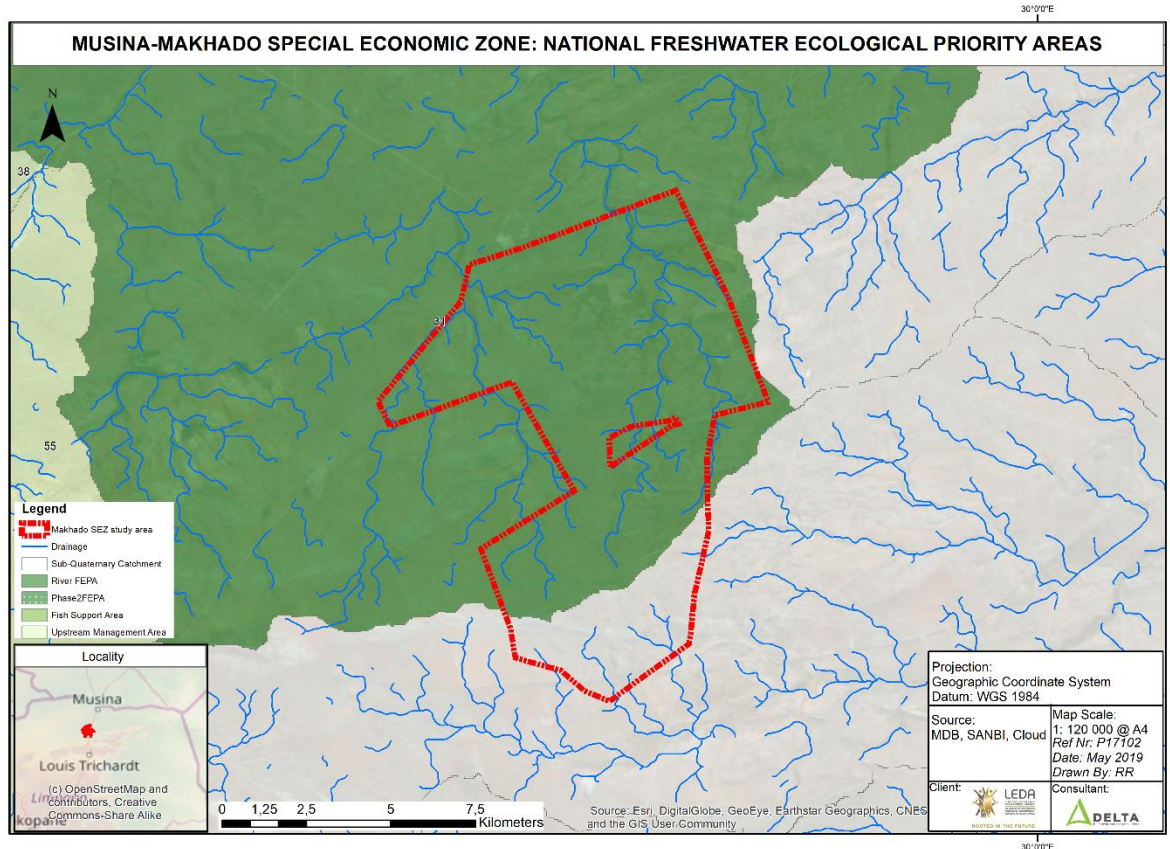 30°0'0"E
MUSINA-MAKHADO SPECIAL ECONOMIC ZONE: NATIONAL FRESHWATER ECOLOGICAL PRIORITY AREAS
N
38
31
55
Legend
Makhado SEZ study area
Drainage
Sub-Quaternary Catchment
River FEPA
Phase2FEPA
Fish Support Area
Upstream Management Area
Locality
Musina
Louis Trichardt
(c) OpenStreetMap and
contributors, Creative
Commons-Share Alike
kopane
0 1,25 2,5 5 7,5
Kilometers
Source: Esri, DigitalGlobe, GeoEye, Earthstar Geographics, CNES
and the GIS User Community
Projection:
Geographic Coordinate System
Datum: WGS 1984
Source:
MDB, SANBI, Cloud
Map Scale:
1: 120 000 @ A4
Ref Nr: P17102
Date: May 2019
Drawn By: RR
Client:
LEDA
ROOTED IN THE FUTURE
Consultant:
DELTA
30°0'0"E